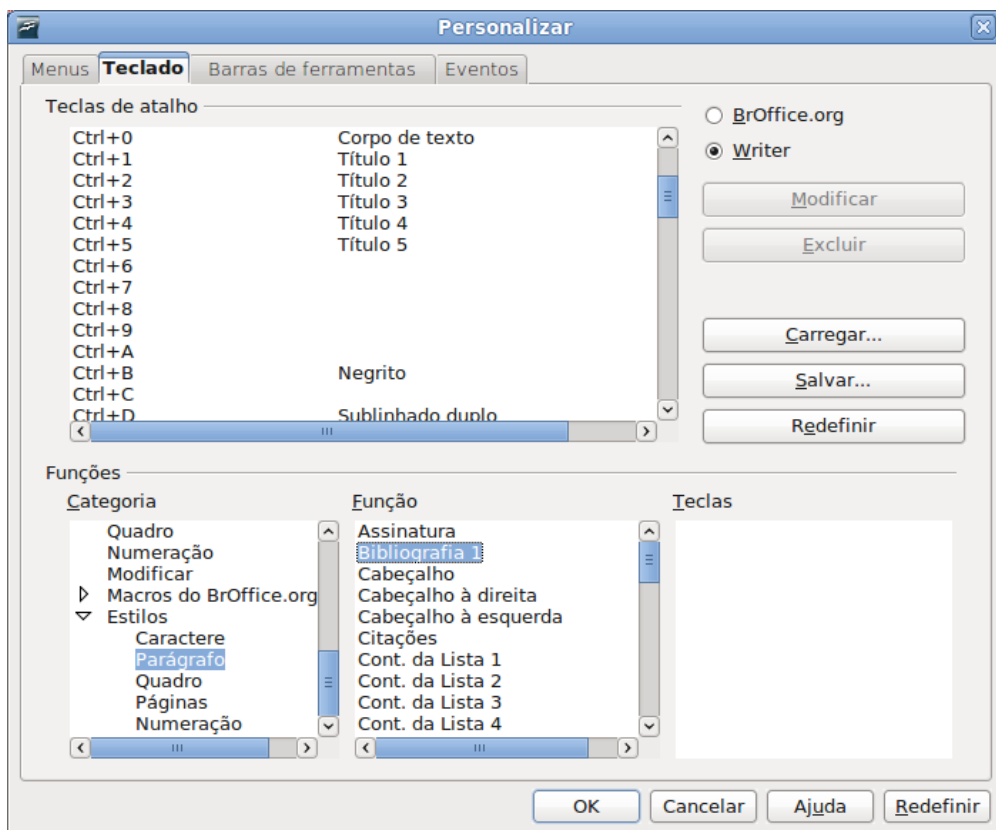 Personalizar
Menus Teclado Barras de ferramentas Eventos
Teclas de atalho
Ctrl+0 Corpo de texto
Ctrl+1 Título 1
Ctrl+2 Título 2
Ctrl+3 Título 3
Ctrl+4 Título 4
Ctrl+5 Título 5
Ctrl+6
Ctrl+7
Ctrl+8
Ctrl+9
Ctrl+A
Ctrl+B Negrito
Ctrl+C
Ctrl+D Sublinhado duplo
BrOffice.org
Writer
Modificar
Excluir
Carregar...
Salvar...
Redefinir
Funções
Categoria
Quadro
Numeração
Modificar
Macros do BrOffice.org
Estilos
Caractere
Parágrafo
Quadro
Páginas
Numeração
Função
Assinatura
Bibliografia 1
Cabeçalho
Cabeçalho à direita
Cabeçalho à esquerda
Citações
Cont. da Lista 1
Cont. da Lista 2
Cont. da Lista 3
Cont. da Lista 4
Teclas
OK Cancelar Ajuda Redefinir